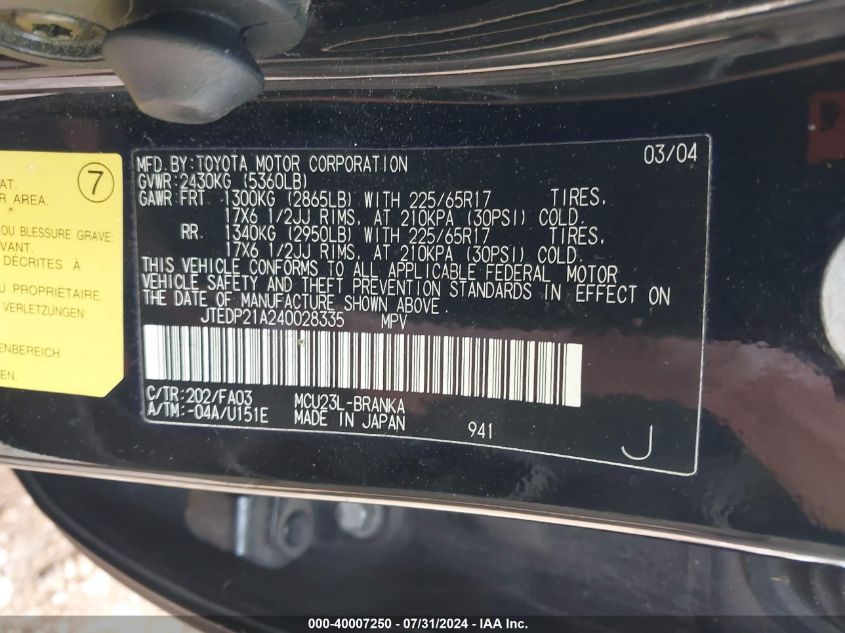 7
AT.
R AREA.
OU BLESSURE GRAVE
VANT.
DÉCRITES À
U PROPRIÉTAIRE.
VERLETZUNGEN.
ENBEREICH
MFD.BY:TOYOTA MOTOR CORPORATION 03/04
GVWR:2430KG (5360LB)
GAWR FRT. 1300KG (2865LB) WITH 225/65R17 TIRES,
17X6 1/2JJ RIMS, AT 210KPA (30PSI) COLD.
RR. 1340KG (2950LB) WITH 225/65R17 TIRES,
17X6 1/2JJ RIMS, AT 210KPA (30PSI) COLD.
THIS VEHICLE CONFORMS TO ALL APPLICABLE FEDERAL MOTOR
VEHICLE SAFETY AND THEFT PREVENTION STANDARDS IN EFFECT ON
THE DATE OF MANUFACTURE SHOWN ABOVE.
JTEDP21A240028335 MPV
C/TR:202/FA03 MCU23L-BRANKA
A/TM:-04A/U151E MADE IN JAPAN 941 J
000-40007250 - 07/31/2024 - IAA Inc.